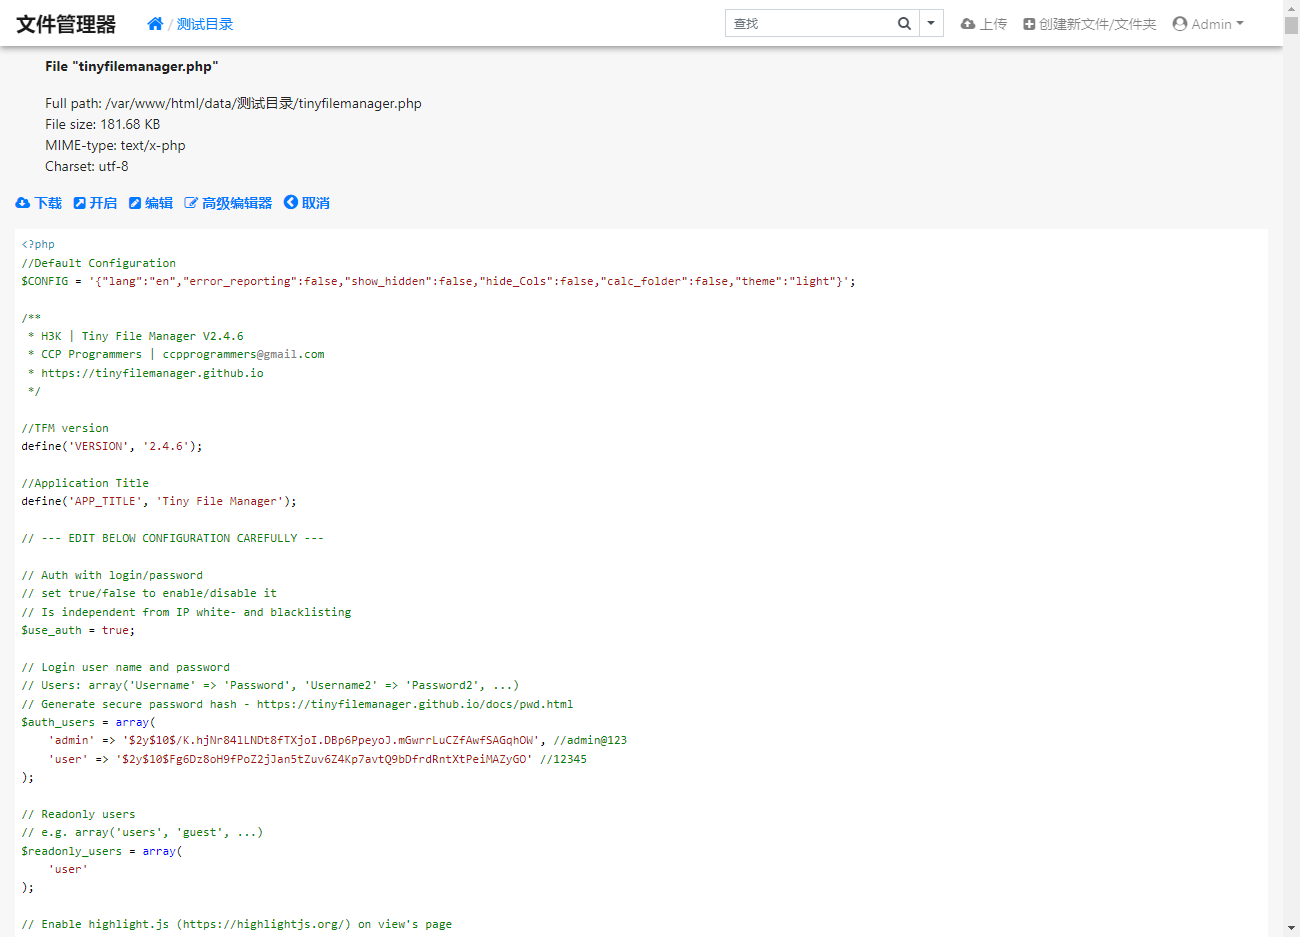 文件管理器
/ 测试目录
查找
上传
创建新文件/文件夹
Admin
File "tinyfilemanager.php"
Full path: /var/www/html/data/测试目录/tinyfilemanager.php
File size: 181.68 KB
MIME-type: text/x-php
Charset: utf-8
下载 开启 编辑 高级编辑器 取消
<?php
//Default Configuration
$CONFIG = '{"lang":"en","error_reporting":false,"show_hidden":false,"hide_Cols":false,"calc_folder":false,"theme":"light"}';
/**
 * H3K | Tiny File Manager V2.4.6
 * CCP Programmers | ccpprogrammers@gmail.com
 * https://tinyfilemanager.github.io
 */
//TFM version
define('VERSION', '2.4.6');
//Application Title
define('APP_TITLE', 'Tiny File Manager');
// --- EDIT BELOW CONFIGURATION CAREFULLY ---
// Auth with login/password
// set true/false to enable/disable it
// Is independent from IP white- and blacklisting
$use_auth = true;
// Login user name and password
// Users: array('Username' => 'Password', 'Username2' => 'Password2', ...)
// Generate secure password hash - https://tinyfilemanager.github.io/docs/pwd.html
$auth_users = array(
    'admin' => '$2y$10$/K.hjNr84lLNDt8fTXjoI.DBp6PpeyoJ.mGwrrLuCZfAwfSAGqhOW', //admin@123
    'user' => '$2y$10$Fg6Dz8oH9fPoZ2jJan5tZuv6Z4Kp7avtQ9bDfrdRntXtPeiMAZyGO' //12345
);
// Readonly users
// e.g. array('users', 'guest', ...)
$readonly_users = array(
    'user'
);
// Enable highlight.js (https://highlightjs.org/) on view's page